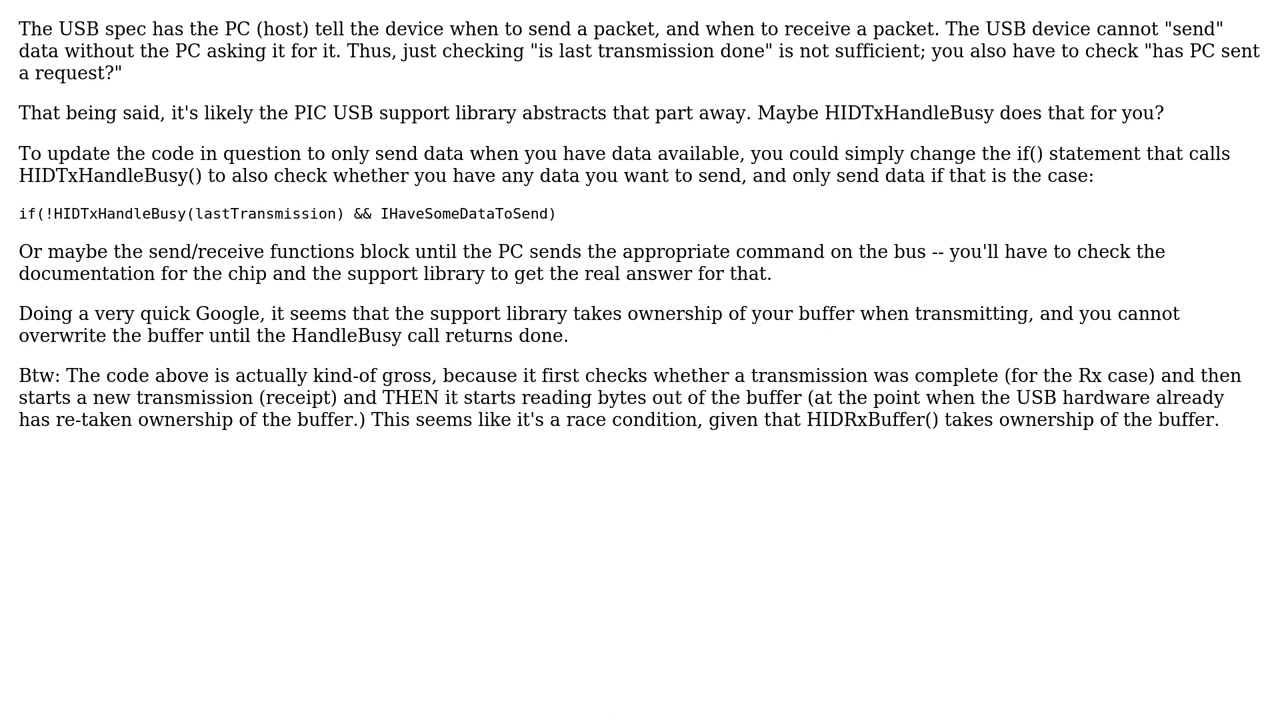 The USB spec has the PC (host) tell the device when to send a packet, and when to receive a packet. The USB device cannot "send"
data without the PC asking it for it. Thus, just checking "is last transmission done" is not sufficient; you also have to check "has PC sent
a request?"
That being said, it's likely the PIC USB support library abstracts that part away. Maybe HIDTxHandleBusy does that for you?
To update the code in question to only send data when you have data available, you could simply change the if() statement that calls
HIDTxHandleBusy() to also check whether you have any data you want to send, and only send data if that is the case:
if(!HIDTxHandleBusy(lastTransmission) && IHaveSomeDataToSend)
Or maybe the send/receive functions block until the PC sends the appropriate command on the bus -- you'll have to check the
documentation for the chip and the support library to get the real answer for that.
Doing a very quick Google, it seems that the support library takes ownership of your buffer when transmitting, and you cannot
overwrite the buffer until the HandleBusy call returns done.
Btw: The code above is actually kind-of gross, because it first checks whether a transmission was complete (for the Rx case) and then
starts a new transmission (receipt) and THEN it starts reading bytes out of the buffer (at the point when the USB hardware already
has re-taken ownership of the buffer.) This seems like it's a race condition, given that HIDRxBuffer() takes ownership of the buffer.